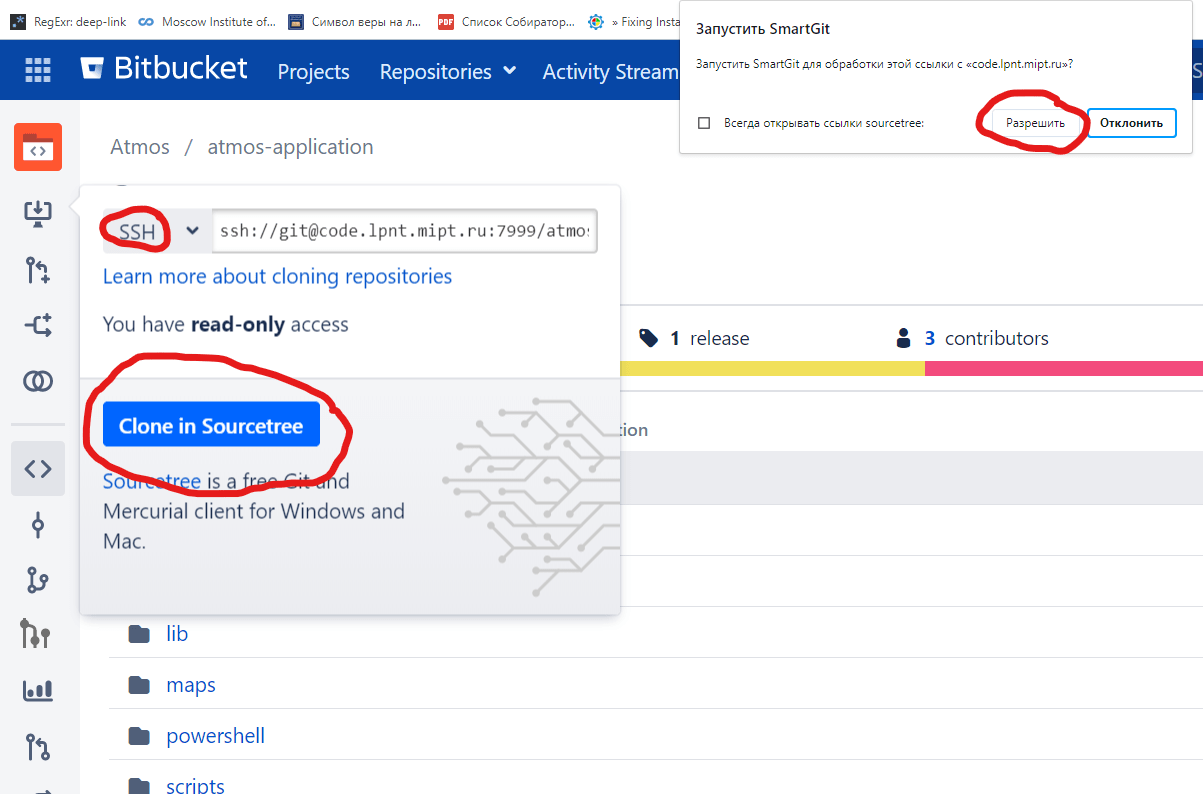 RegExr: deep-link
Moscow Institute of...
Символ веры на л...
Список Собиратор...
» Fixing Insta
Bitbucket
Projects
Repositories
Activity Stream
S
Запустить SmartGit
Запустить SmartGit для обработки этой ссылки с «code.lpnt.mipt.ru»?
Всегда открывать ссылки sourcetree:
Разрешить
Отклонить
Atmos / atmos-application
SSH
ssh://git@code.lpnt.mipt.ru:7999/atmos
Learn more about cloning repositories
You have read-only access
1 release
3 contributors
Clone in Sourcetree
tion
Sourcetree is a free Git and
Mercurial client for Windows and
Mac.
lib
maps
powershell
scripts